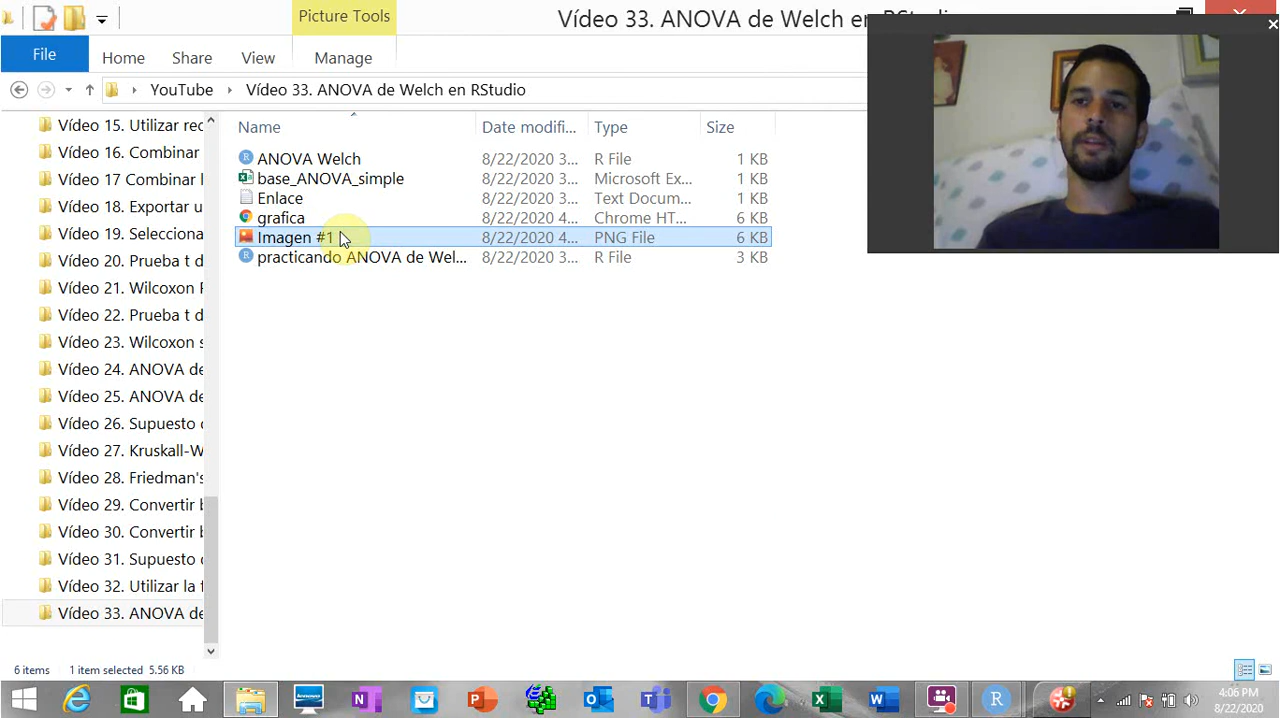 Picture Tools
Vídeo 33. ANOVA de Welch en RStudio
File
Home
Share
View
Manage
YouTube
Vídeo 33. ANOVA de Welch en RStudio
Name
Date modifi...
Type
Size
ANOVA Welch
8/22/2020 3...
R File
1 KB
base_ANOVA_simple
8/22/2020 3...
Microsoft Ex...
1 KB
Enlace
8/22/2020 3...
Text Docum...
1 KB
grafica
8/22/2020 4...
Chrome HT...
6 KB
Imagen #1
8/22/2020 4...
PNG File
6 KB
practicando ANOVA de Wel...
8/22/2020 3...
R File
3 KB
Vídeo 15. Utilizar rec
Vídeo 16. Combinar
Vídeo 17 Combinar l
Vídeo 18. Exportar u
Vídeo 19. Selecciona
Vídeo 20. Prueba t d
Vídeo 21. Wilcoxon R
Vídeo 22. Prueba t d
Vídeo 23. Wilcoxon s
Vídeo 24. ANOVA de
Vídeo 25. ANOVA de
Vídeo 26. Supuesto d
Vídeo 27. Kruskall-W
Vídeo 28. Friedman's
Vídeo 29. Convertir b
Vídeo 30. Convertir b
Vídeo 31. Supuesto d
Vídeo 32. Utilizar la f
Vídeo 33. ANOVA de
6 items
1 item selected 5.56 KB
4:06 PM
8/22/2020